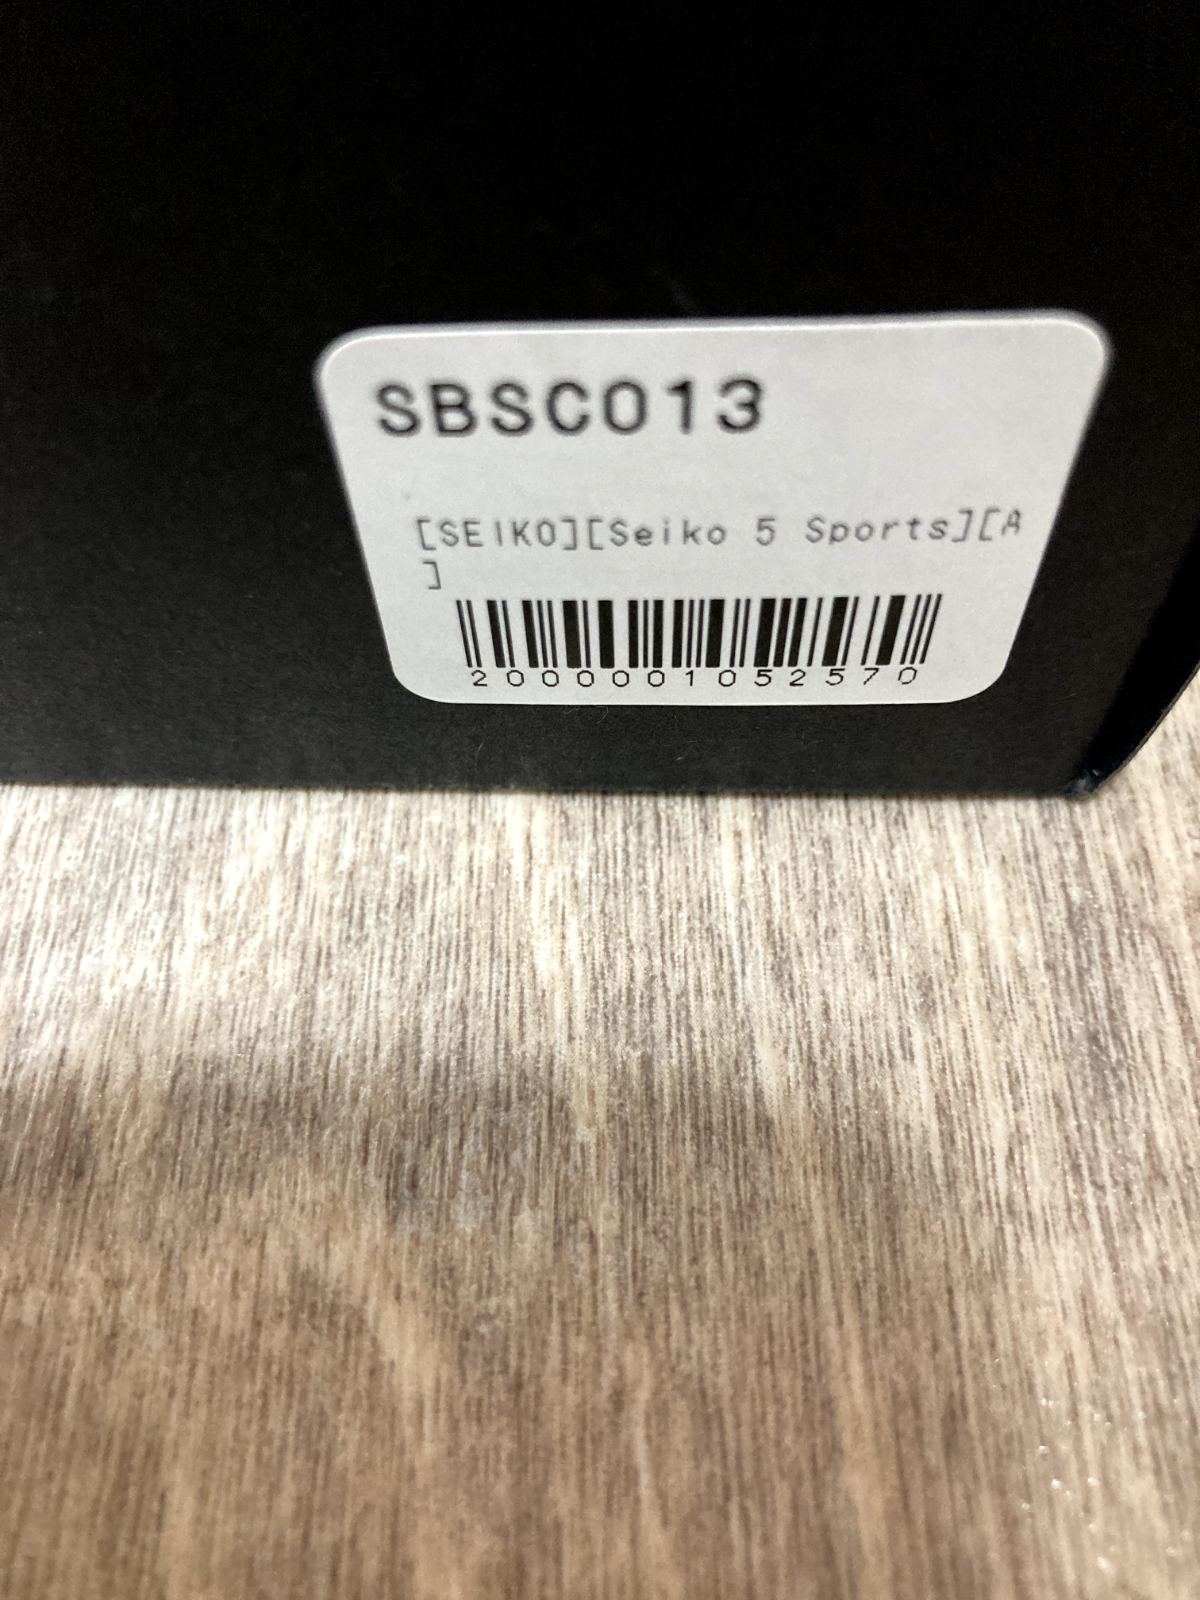 SBSC013
[SEIKO][Seiko 5 Sports][A
]
2000001052570